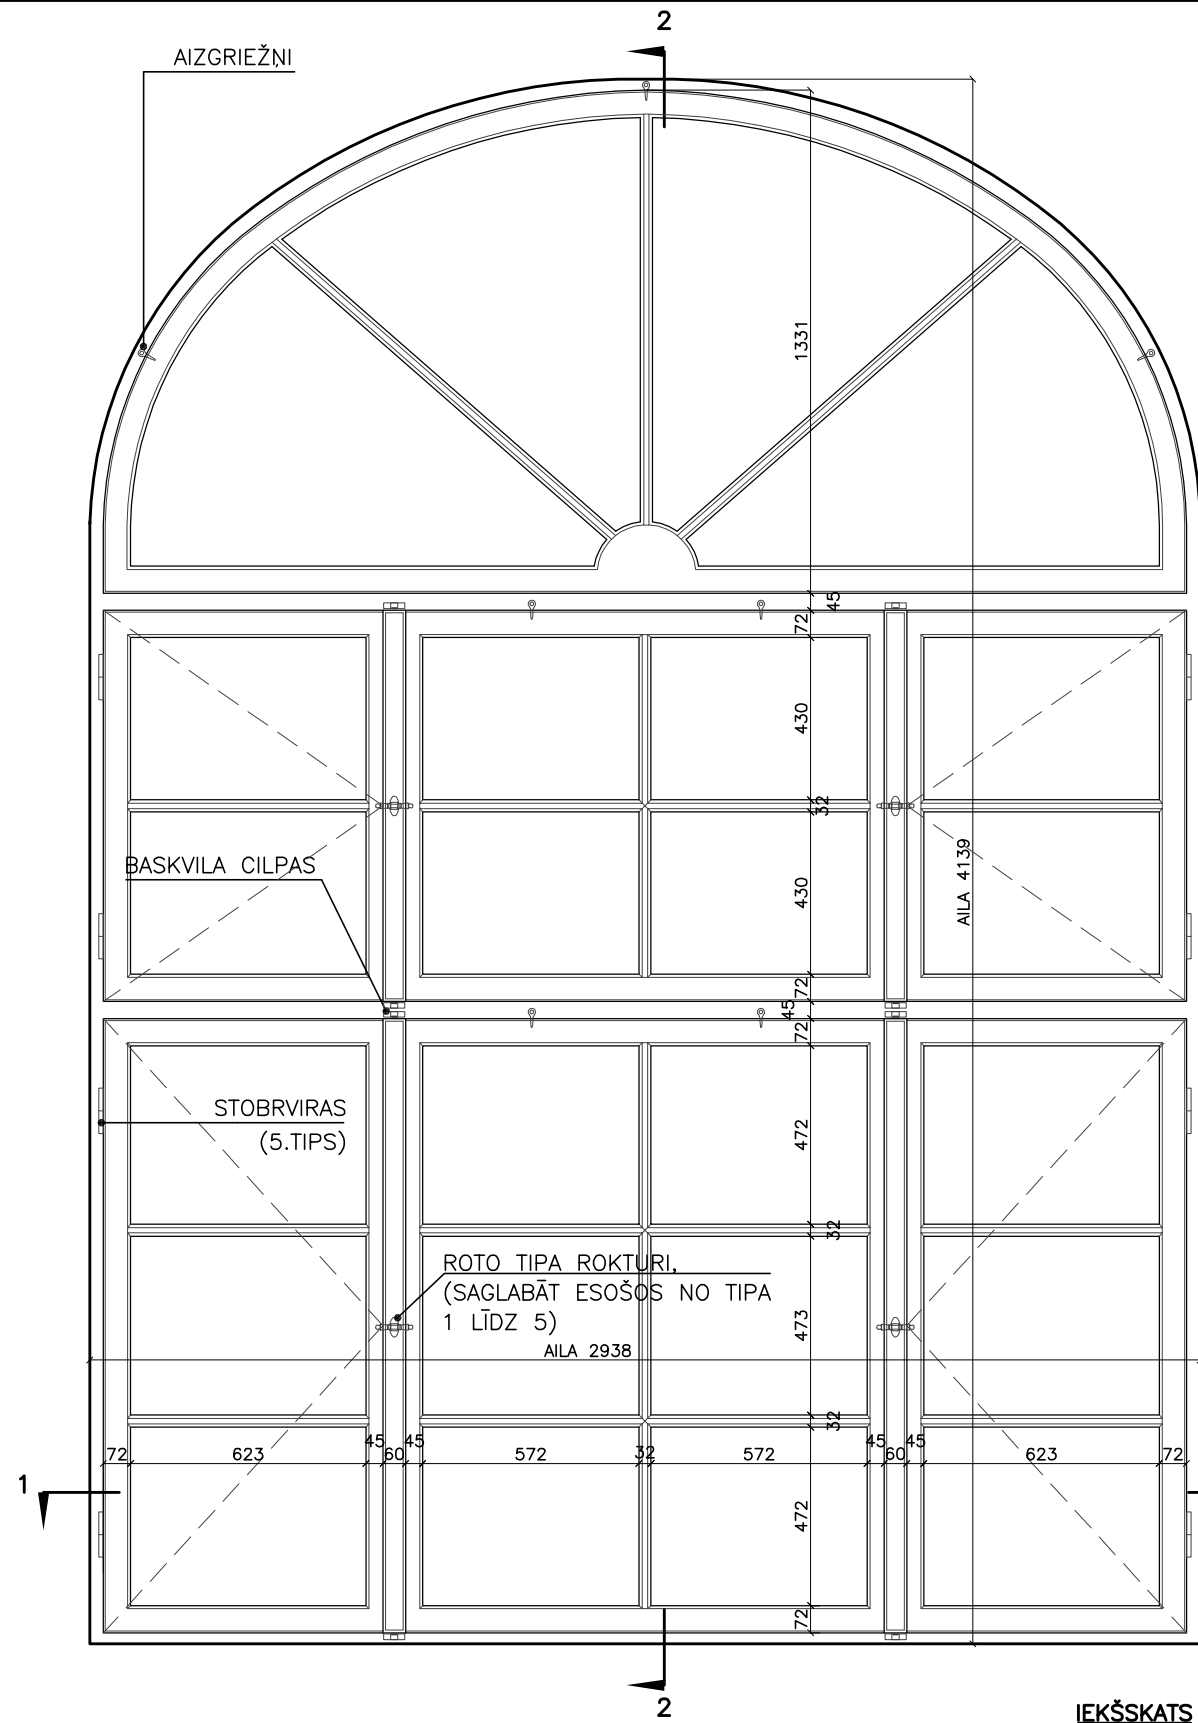 2
AIZGRIEŽŅI
1331
45
72
430
32
430
AILA 4139
BASKVILA CILPAS
72
45
72
STOBRVIRAS
(5.TIPS)
472
32
ROTO TIPA ROKTURI,
(SAGLABĀT ESOŠOS NO TIPA
1 LĪDZ 5)
473
AILA 2938
32
72 623 45 60 45 572 32 572 45 60 45 623 72
1
472
72
2
IEKŠSKATS